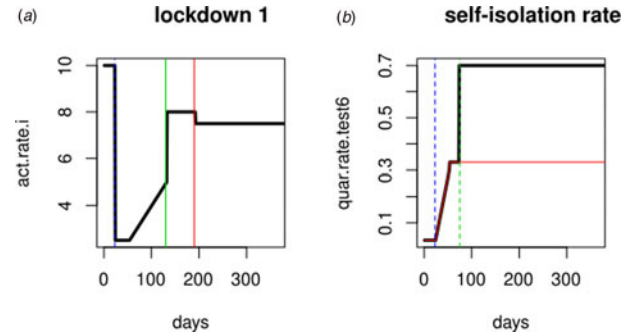 (a) lockdown 1
act.rate.i
10
8
6
4
0 100 200 300
days
(b) self-isolation rate
quar.rate.test6
0.7
0.5
0.3
0.1
0 100 200 300
days